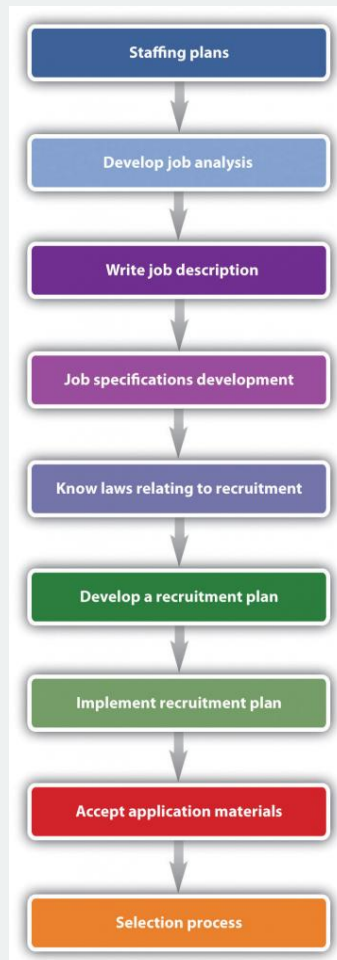 Staffing plans
Develop job analysis
Write job description
Job specifications development
Know laws relating to recruitment
Develop a recruitment plan
Implement recruitment plan
Accept application materials
Selection process